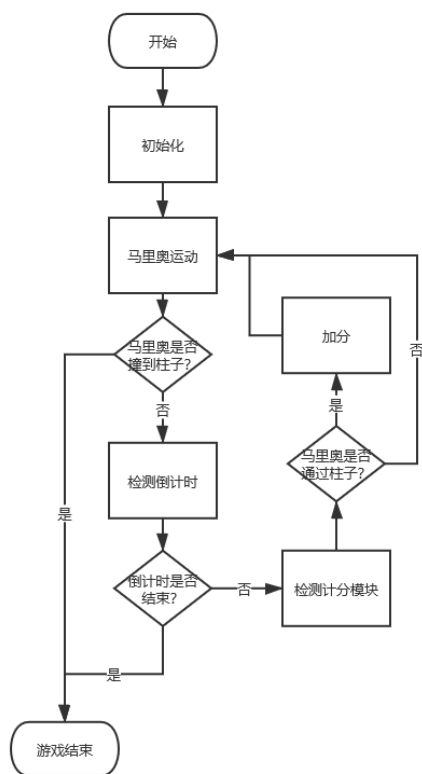 开始
初始化
马里奥运动
马里奥是否
撞到柱子?
是
否
检测倒计时
倒计时是否
结束?
是
否
检测计分模块
马里奥是否
通过柱子?
是
否
加分
游戏结束